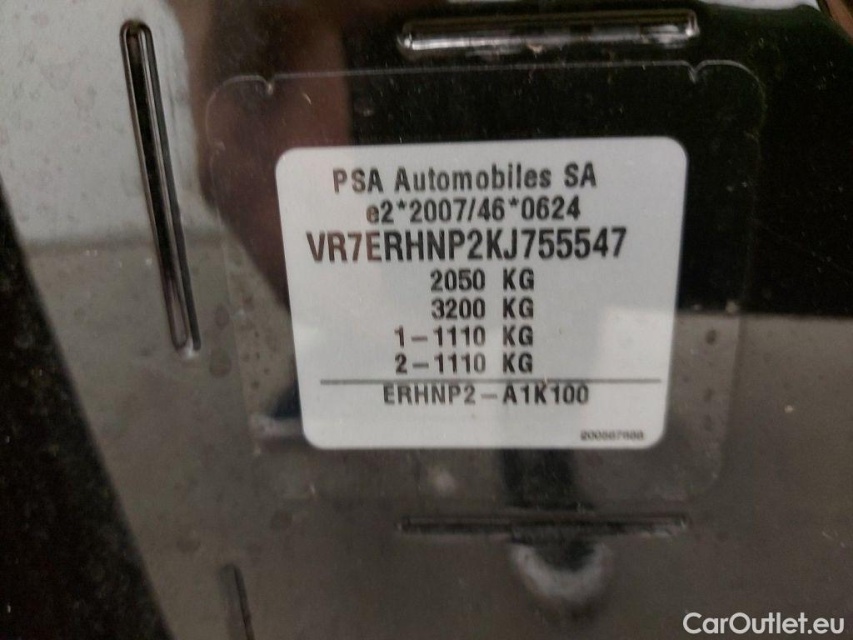 PSA Automobiles SA
e2*2007/46*0624
VR7ERHNP2KJ755547
2050 KG
3200 KG
1-1110 KG
2-1110 KG
ERHNP2-A1K100
CarOutlet.eu